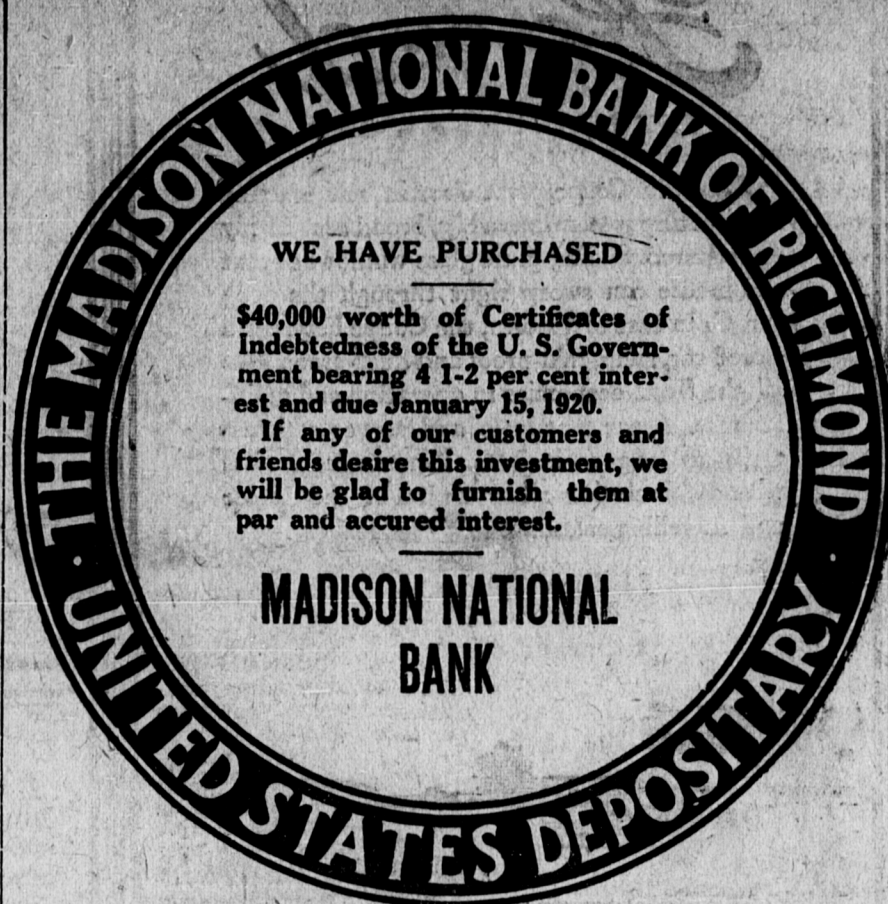 · THE MADISON NATIONAL BANK OF RICHMOND ·
WE HAVE PURCHASED
$40,000 worth of Certificates of
Indebtedness of the U. S. Govern-
ment bearing 4 1-2 per cent inter-
est and due January 15, 1920.
If any of our customers and
friends desire this investment, we
will be glad to furnish them at
par and accured interest.
MADISON NATIONAL
BANK
UNITED STATES DEPOSITARY